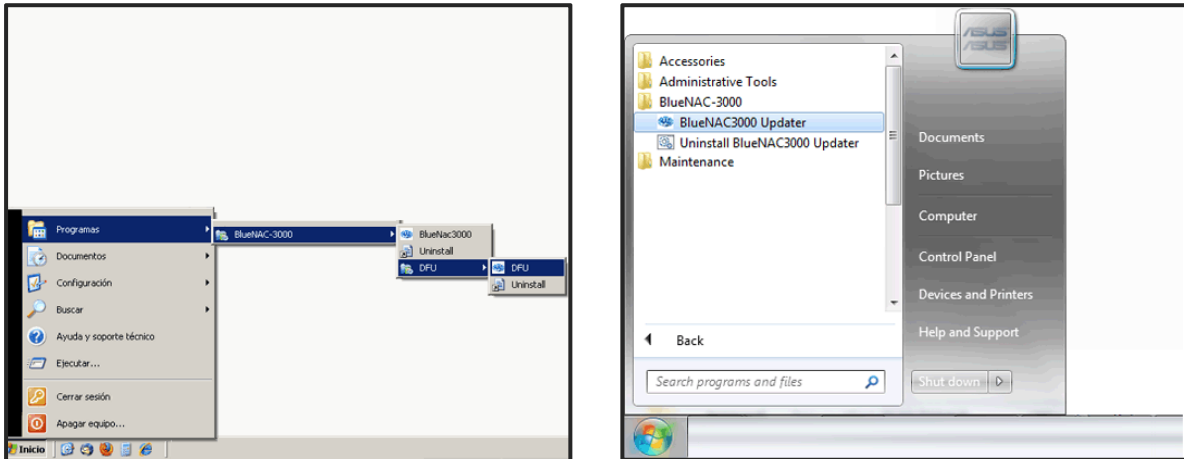 Programas
BlueNAC-3000
BlueNac3000
Documentos
Uninstall
Configuración
DFU
DFU
Uninstall
Buscar
Ayuda y soporte técnico
Ejecutar...
Cerrar sesión
Apagar equipo...
Inicio
ASUS
ASUS
Accessories
Administrative Tools
BlueNAC-3000
BlueNAC3000 Updater
Uninstall BlueNAC3000 Updater
Maintenance
Back
Search programs and files
Documents
Pictures
Computer
Control Panel
Devices and Printers
Help and Support
Shut down